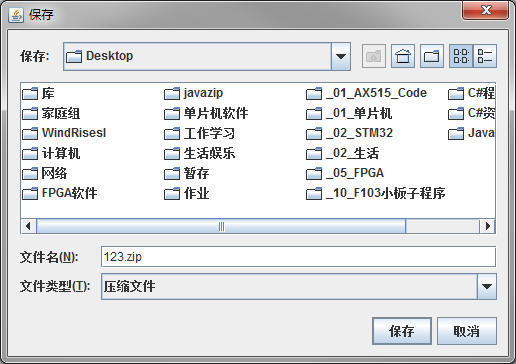 保存
保存: Desktop
库 javazip _01_AX515_Code C#程
家庭组 单片机软件 _01_单片机 C#资
WindRisesI 工作学习 _02_STM32 Java
计算机 生活娱乐 _02_生活
网络 暂存 _05_FPGA
FPGA软件 作业 _10_F103小板子程序
文件名(N): 123.zip
文件类型(T): 压缩文件
保存 取消